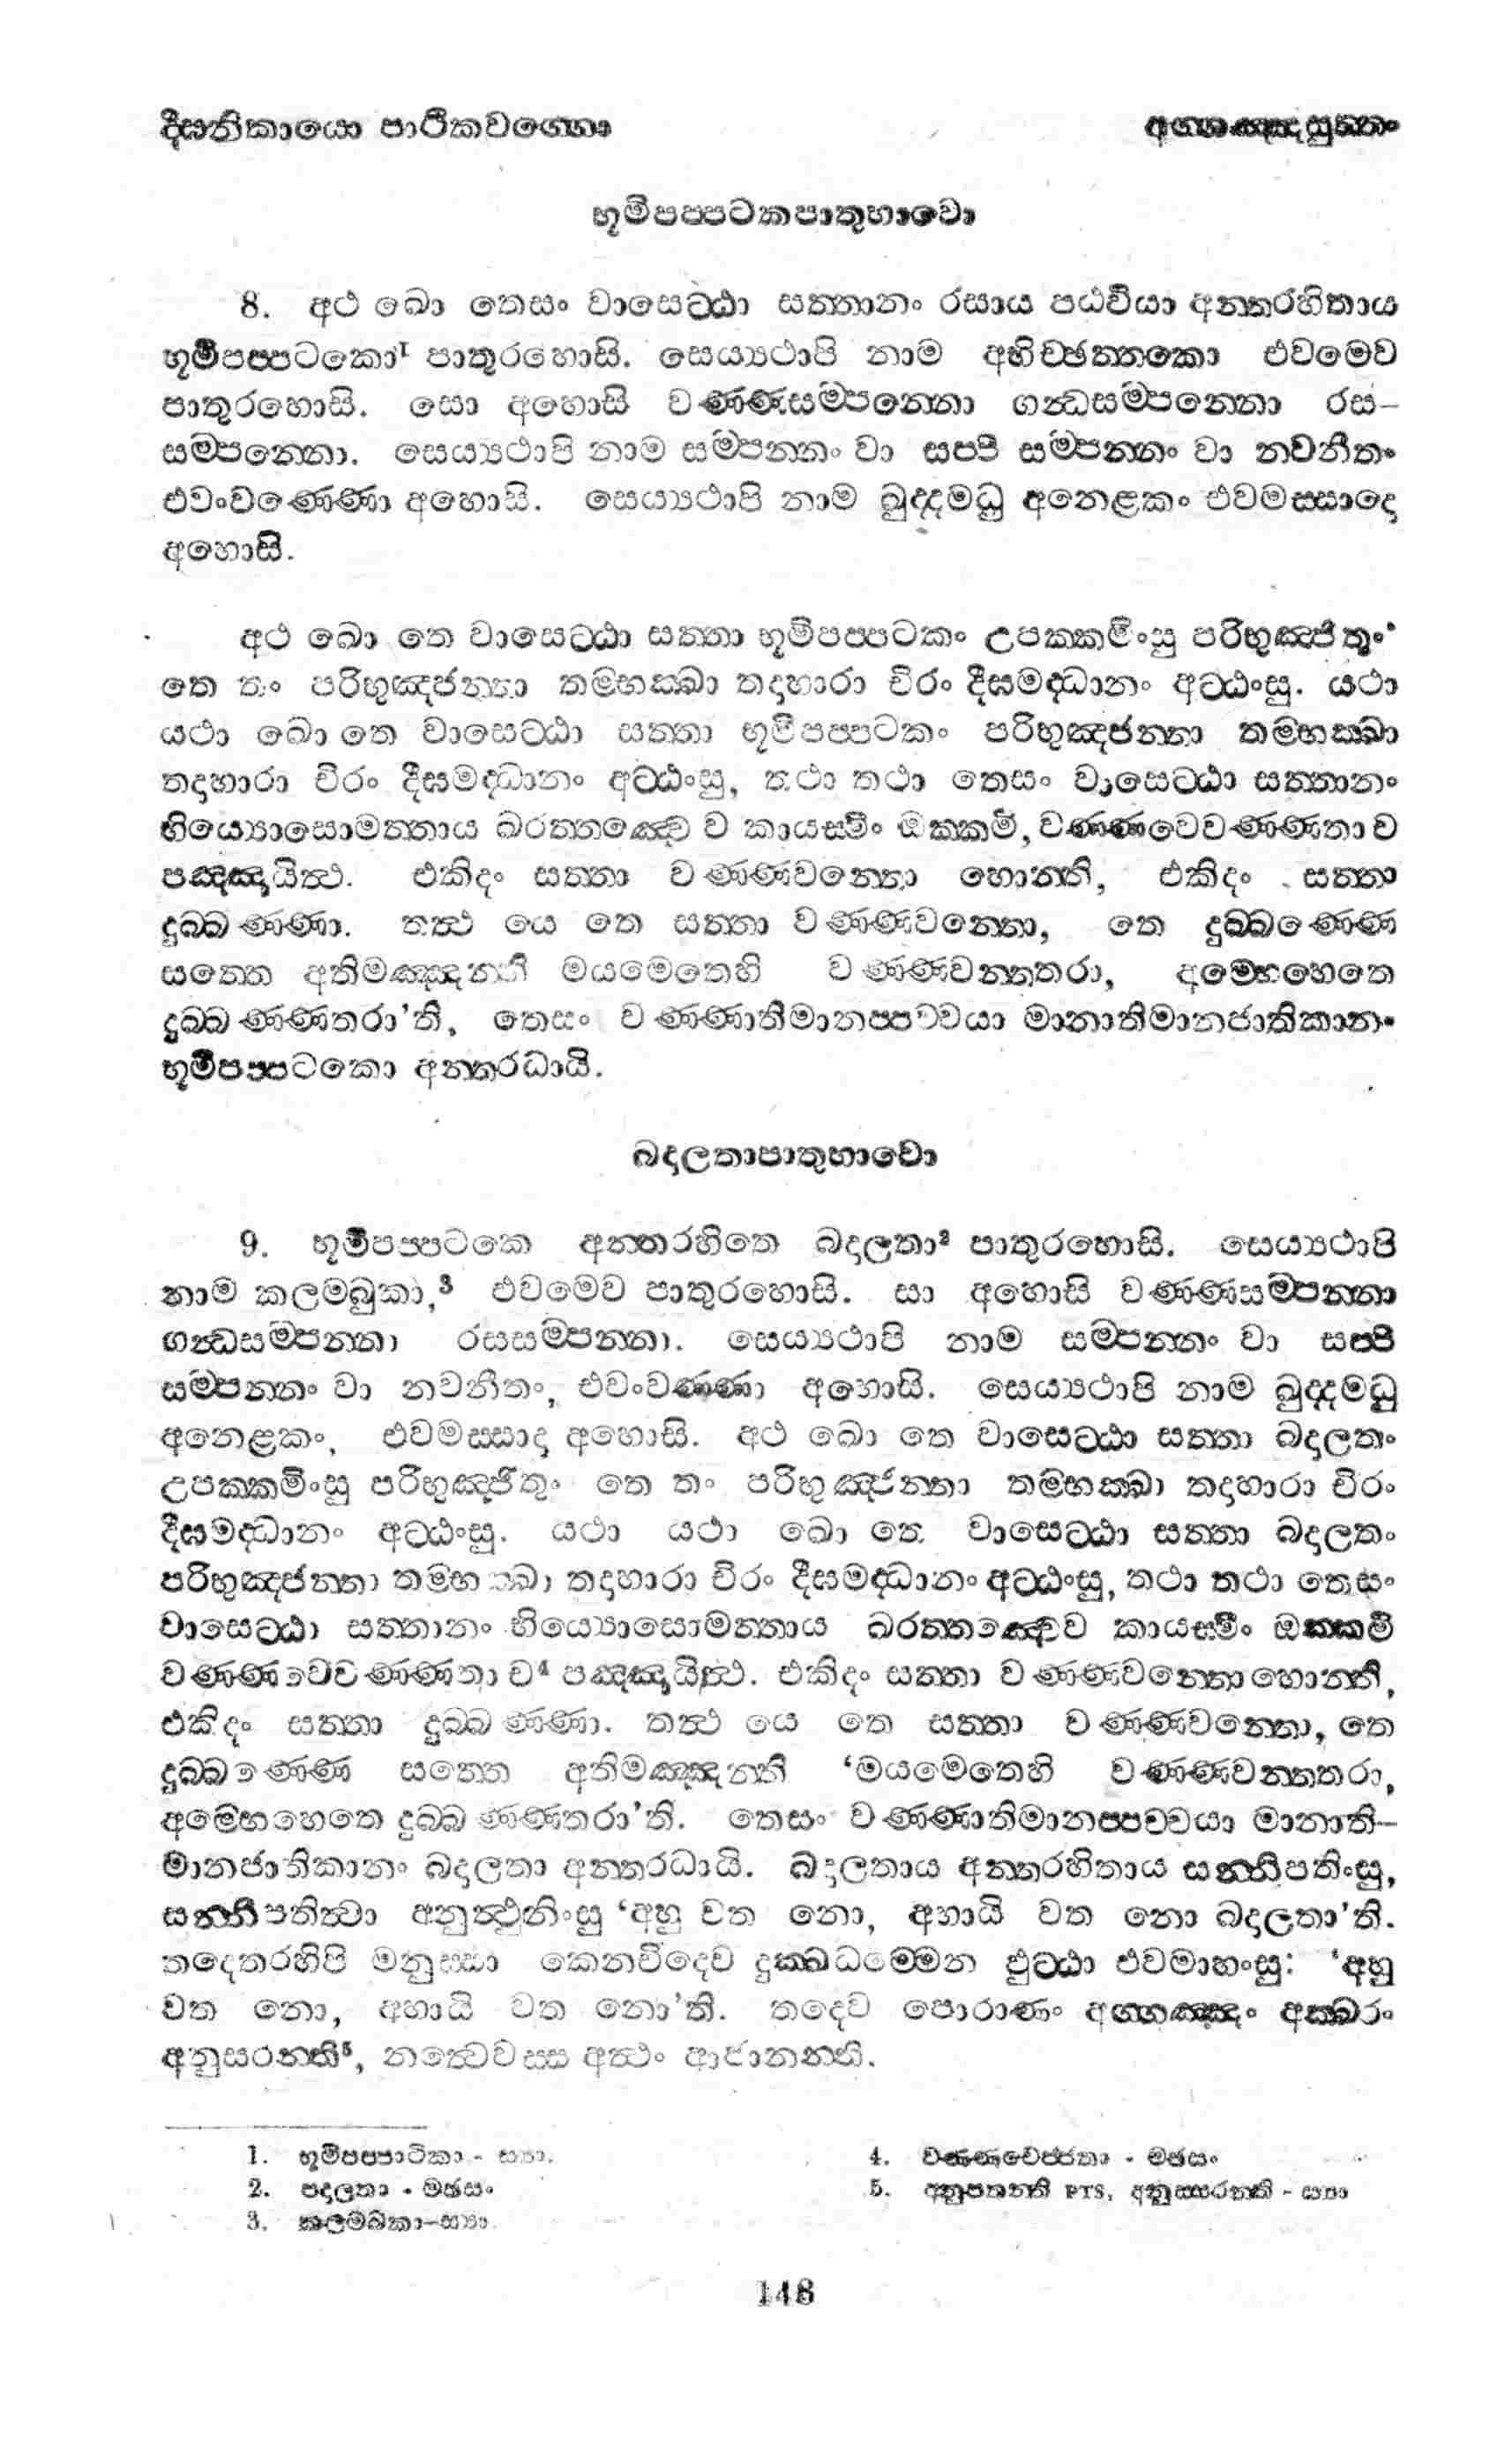 දීඝනිකායො පාථිකවග්ගො
අග්ගඤ්ඤසුත්තං
භූමිපප්පටකපාතුභාවො
8. අථ ඛො තෙසං වාසෙට්ඨා සත්තානං රසාය පඨවියා අන්තරහිතාය
භූමිපප්පටකො¹ පාතුරහොසි. සෙය්‍යථාපි නාම අහිච්ඡත්තකො එවමෙව
පාතුරහොසි. සො අහොසි වණ්ණසම්පන්නො ගන්ධසම්පන්නො රස-
සම්පන්නො. සෙය්‍යථාපි නාම සම්පන්නං වා සප්පි සම්පන්නං වා නවනීතං
එවංවණ්ණො අහොසි. සෙය්‍යථාපි නාම ඛුද්දමධු අනෙළකං එවමස්සාදො
අහොසි.
අථ ඛො තෙ වාසෙට්ඨා සත්තා භූමිපප්පටකං උපක්කමිංසු පරිභුඤ්ජිතුං
තෙ තං පරිභුඤ්ජන්තා තම්භක්ඛා තදාහාරා චිරං දීඝමද්ධානං අට්ඨංසු. යථා
යථා ඛො තෙ වාසෙට්ඨා සත්තා භූමිපප්පටකං පරිභුඤ්ජන්තා තම්භක්ඛා
තදාහාරා චිරං දීඝමද්ධානං අට්ඨංසු, තථා තථා තෙසං වාසෙට්ඨා සත්තානං
භියෙ‍්‍යාසොමත්තාය ඛරත්තඤ්චෙව කායස්මිං ඔක්කමි, වණ්ණවෙවණ්ණතා ච
පඤ්ඤායිත්ථ. එකිදං සත්තා වණ්ණවන්තො හොන්ති, එකිදං සත්තා
දුබ්බණ්ණා. තත්ථ යෙ තෙ සත්තා වණ්ණවන්තො, තෙ දුබ්බණ්ණෙ
සත්තෙ අතිමඤ්ඤන්ති මයමෙතෙහි වණ්ණවන්තතරා, අම්හෙහෙතෙ
දුබ්බණ්ණතරා'ති, තෙසං වණ්ණාතිමානප්පච්චයා මානාතිමානජාතිකානං
භූමිපප්පටකො අන්තරධායි.
බදාලතාපාතුභාවො
9. භූමිපප්පටකෙ අන්තරහිතෙ බදාලතා² පාතුරහොසි. සෙය්‍යථාපි
නාම කලම්බුකා,³ එවමෙව පාතුරහොසි. සා අහොසි වණ්ණසම්පන්නා
ගන්ධසම්පන්නා රසසම්පන්නා. සෙය්‍යථාපි නාම සම්පන්නං වා සප්පි
සම්පන්නං වා නවනීතං, එවංවණ්ණා අහොසි. සෙය්‍යථාපි නාම ඛුද්දමධු
අනෙළකං, එවමස්සාදා අහොසි. අථ ඛො තෙ වාසෙට්ඨා සත්තා බදාලතං
උපක්කමිංසු පරිභුඤ්ජිතුං තෙ තං පරිභුඤ්ජන්තා තම්භක්ඛා තදාහාරා චිරං
දීඝමද්ධානං අට්ඨංසු. යථා යථා ඛො තෙ වාසෙට්ඨා සත්තා බදාලතං
පරිභුඤ්ජන්තා තම්භක්ඛා තදාහාරා චිරං දීඝමද්ධානං අට්ඨංසු, තථා තථා තෙසං
වාසෙට්ඨා සත්තානං භියෙ‍්‍යාසොමත්තාය ඛරත්තඤ්චෙව කායස්මිං ඔක්කමි
වණ්ණවෙවණ්ණතා ච⁴ පඤ්ඤායිත්ථ. එකිදං සත්තා වණ්ණවන්තො හොන්ති,
එකිදං සත්තා දුබ්බණ්ණා. තත්ථ යෙ තෙ සත්තා වණ්ණවන්තො, තෙ
දුබ්බණ්ණෙ සත්තෙ අතිමඤ්ඤන්ති 'මයමෙතෙහි වණ්ණවන්තතරා,
අම්හෙහෙතෙ දුබ්බණ්ණතරා'ති. තෙසං වණ්ණාතිමානප්පච්චයා මානාති-
මානජාතිකානං බදාලතා අන්තරධායි. බදාලතාය අන්තරහිතාය සන්නිපතිංසු,
සන්නිපතිත්වා අනුත්ථුනිංසු 'අහු වත නො, අහායි වත නො බදාලතා'ති.
තදෙතරහිපි මනුස්සා කෙනචිදෙව දුක්ඛධම්මෙන ඵුට්ඨා එවමාහංසු: 'අහු
වත නො, අහායි වත නො'ති. තදෙව පොරාණං අග්ගඤ්ඤං අක්ඛරං
අනුසරන්ති⁵, නත්වෙවස්ස අත්ථං ආජානන්ති.
1. භූමිපප්පාටිකා - ස්‍යා.
2. පදාලතා - මඡසං
3. කලම්බකා-ස්‍යා.
4. වණ්ණවෙජ්ජතා - මඡසං
5. අනුපතන්ති PTS, අනුස්සරන්ති - ස්‍යා
148